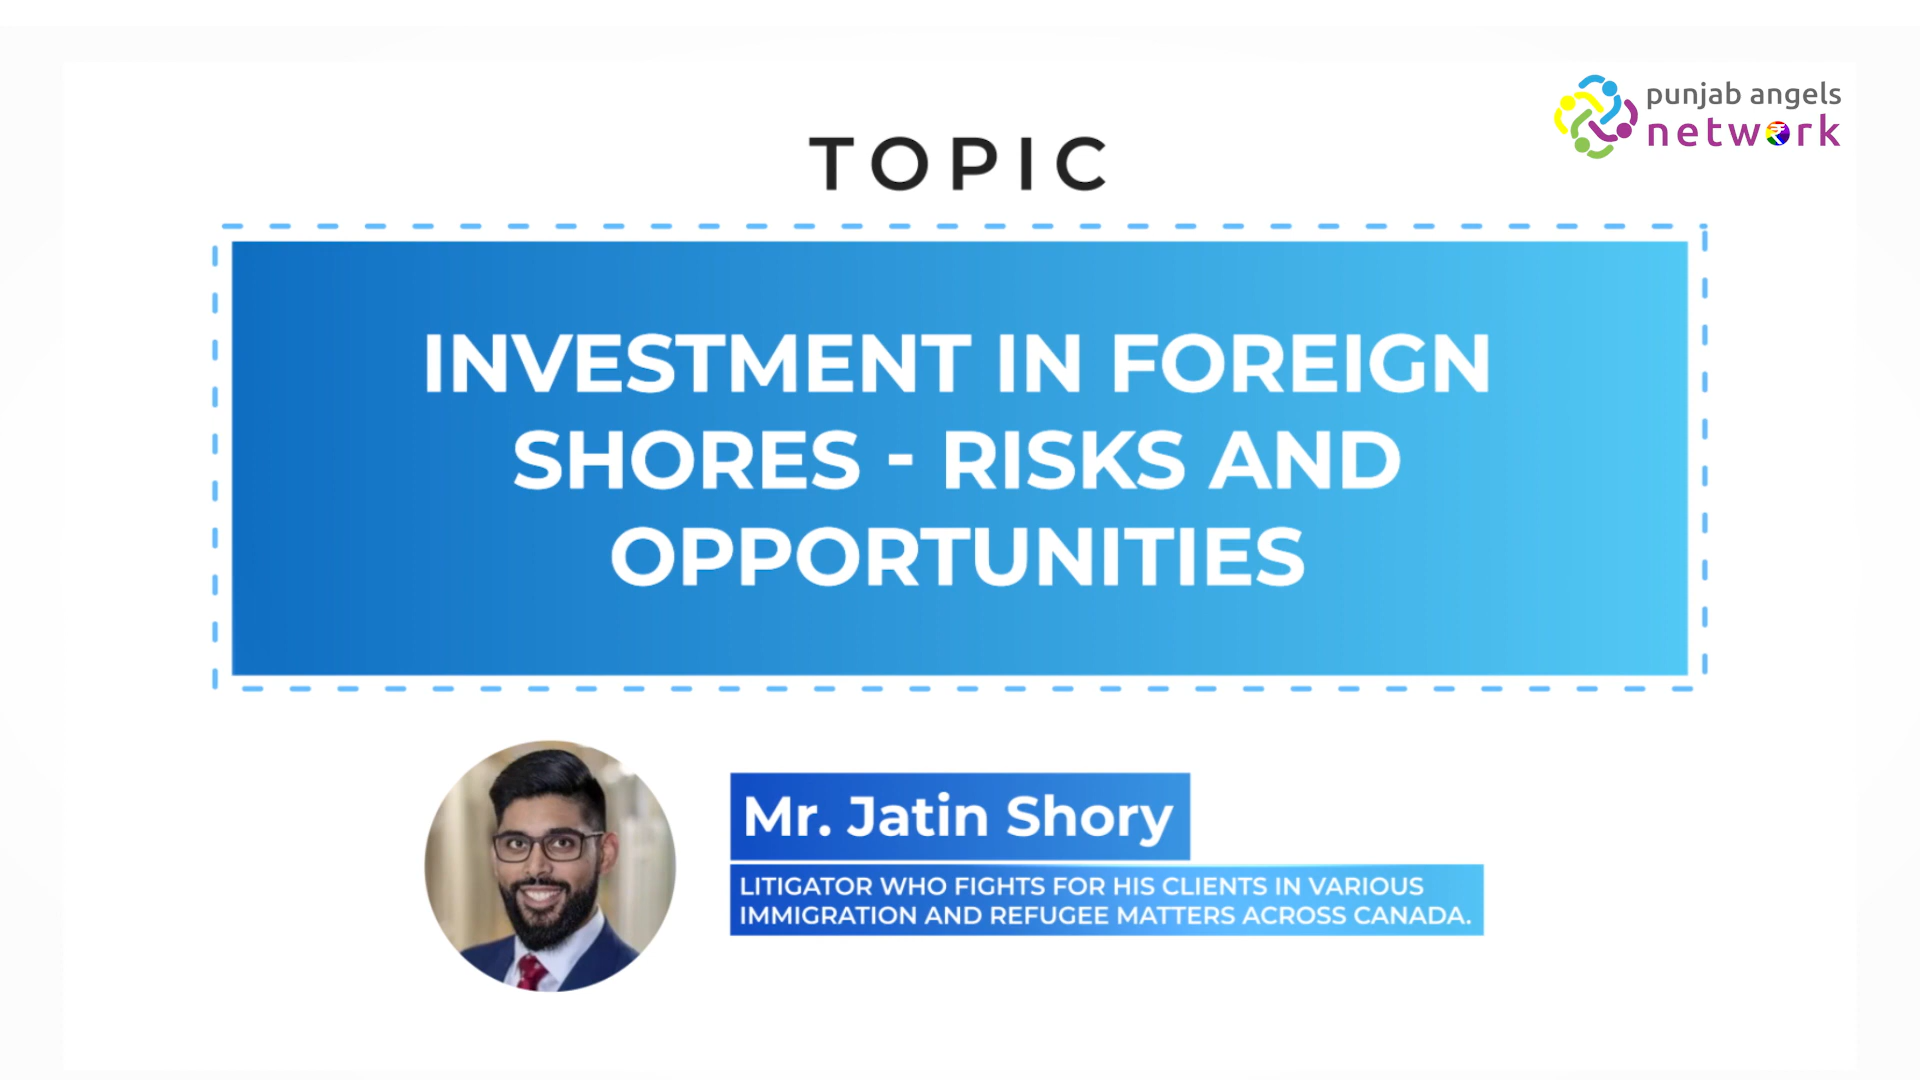 punjab angels
network
TOPIC
INVESTMENT IN FOREIGN
SHORES - RISKS AND
OPPORTUNITIES
Mr. Jatin Shory
LITIGATOR WHO FIGHTS FOR HIS CLIENTS IN VARIOUS
IMMIGRATION AND REFUGEE MATTERS ACROSS CANADA.